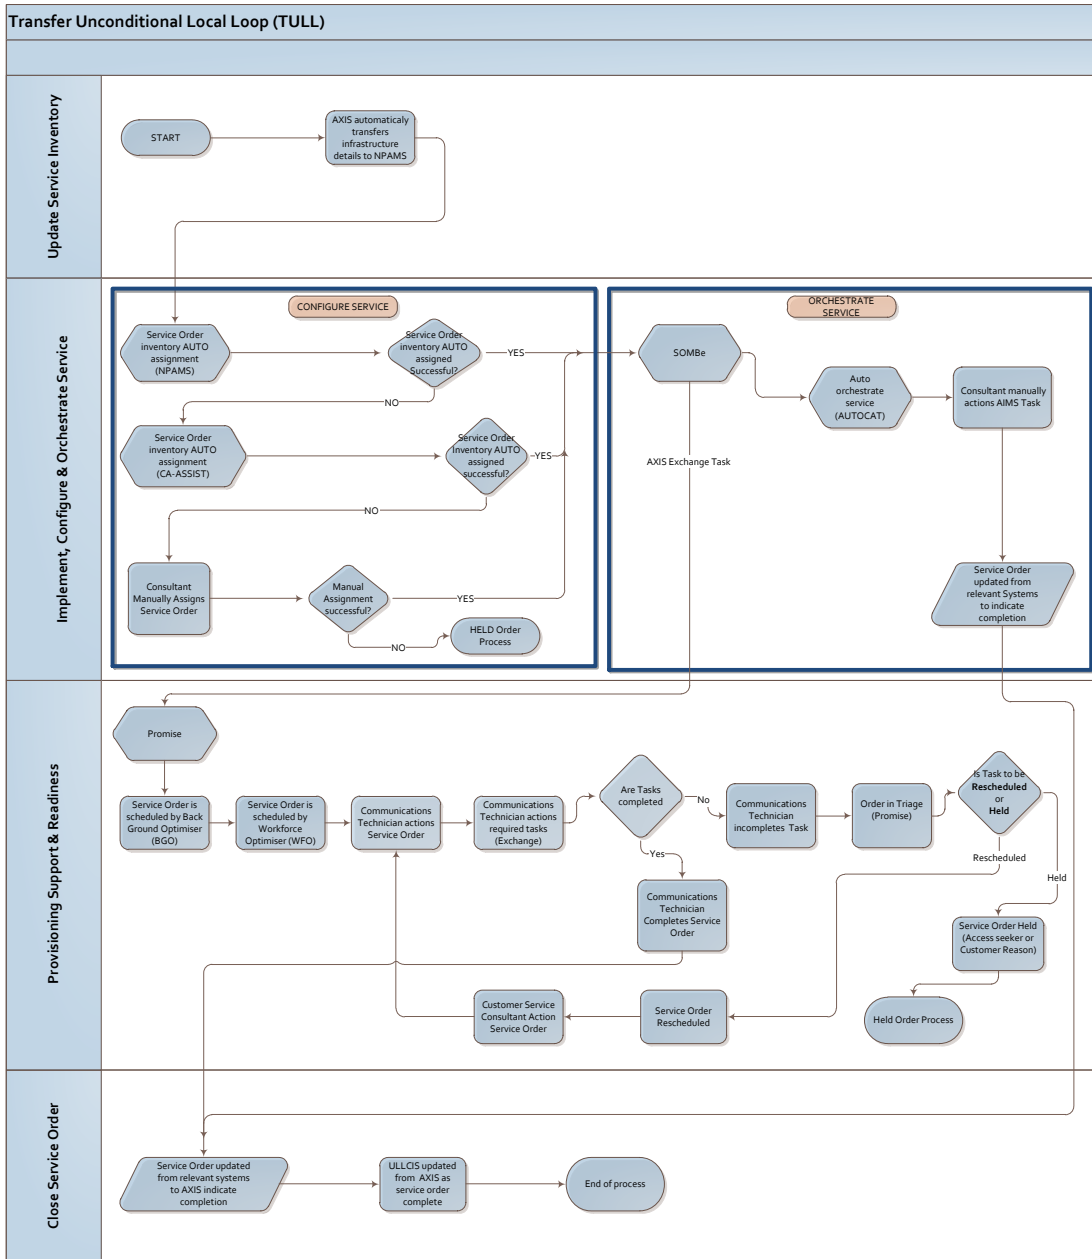 Transfer Unconditional Local Loop (TULL)
Update Service Inventory
START
AXIS automaticaly
transfers
infrastructure
details to NPAMS
Implement, Configure & Orchestrate Service
CONFIGURE SERVICE
Service Order
inventory AUTO
assignment
(NPAMS)
Service Order
inventory AUTO
assigned
Successful?
YES
NO
Service Order
inventory AUTO
assignment
(CA-ASSIST)
Service Order
Inventory AUTO
assigned
successful?
YES
NO
Consultant
Manually Assigns
Service Order
Manual
Assignment
successful?
YES
NO
HELD Order
Process
ORCHESTRATE
SERVICE
SOMBe
Auto
orchestrate
service
(AUTOCAT)
Consultant manually
actions AIMS Task
AXIS Exchange Task
Service Order
updated from
relevant Systems
to indicate
completion
Provisioning Support & Readiness
Promise
Service Order is
scheduled by Back
Ground Optimiser
(BGO)
Service Order is
scheduled by
Workforce
Optimiser (WFO)
Communications
Technician actions
Service Order
Communications
Technician actions
required tasks
(Exchange)
Are Tasks
completed
No
Yes
Communications
Technician
incompletes Task
Order in Triage
(Promise)
Is Task to be
Rescheduled
or
Held
Rescheduled
Held
Communications
Technician
Completes Service
Order
Service Order Held
(Access seeker or
Customer Reason)
Customer Service
Consultant Action
Service Order
Service Order
Rescheduled
Held Order Process
Close Service Order
Service Order updated
from relevant systems
to AXIS indicate
completion
ULLCIS updated
from AXIS as
service order
complete
End of process